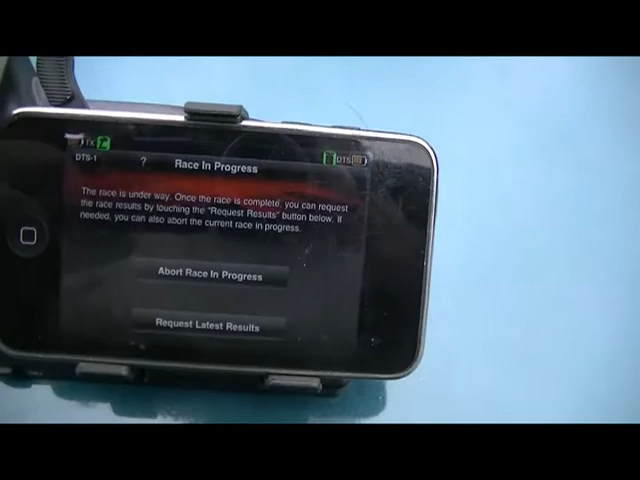 TX
DTS-1
?
Race In Progress
DTS
The race is under way. Once the race is complete, you can request
the race results by touching the "Request Results" button below. If
needed, you can also abort the current race in progress.
Abort Race In Progress
Request Latest Results